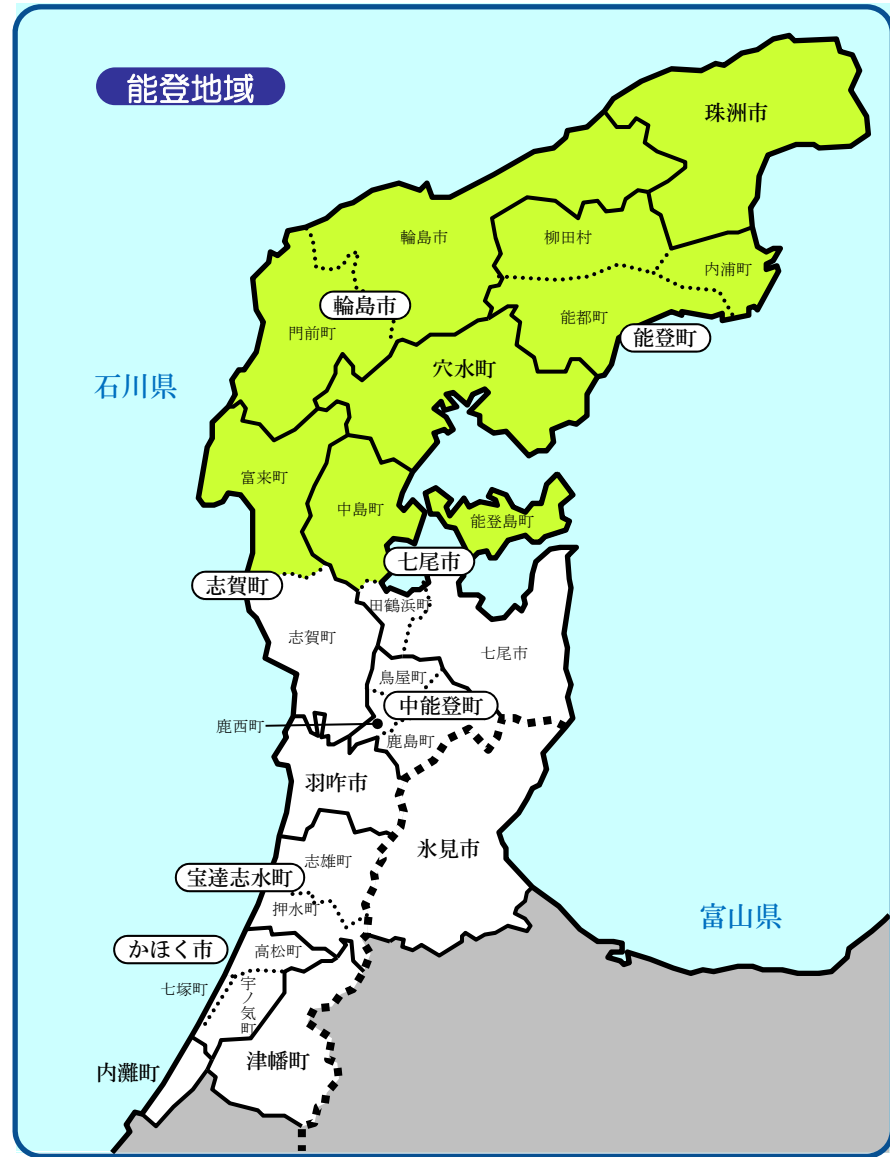 能登地域
珠洲市
輪島市
柳田村
内浦町
輪島市
能都町
門前町
能登町
穴水町
石川県
富来町
中島町
能登島町
七尾市
志賀町
田鶴浜町
志賀町
七尾市
鳥屋町
中能登町
鹿西町
鹿島町
羽咋市
氷見市
志雄町
宝達志水町
押水町
富山県
かほく市
高松町
七塚町
宇ノ気町
津幡町
内灘町